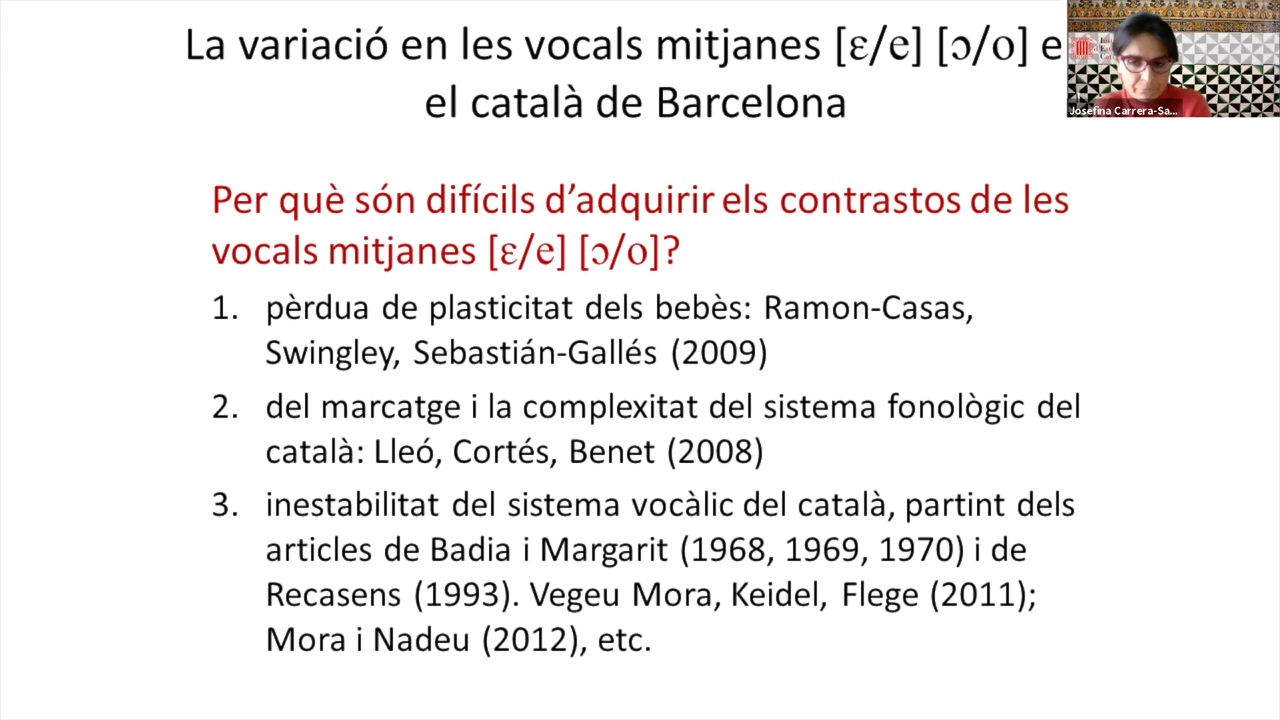 La variació en les vocals mitjanes [ɛ/e] [ɔ/o] e
el català de Barcelona
Josefina Carrera-Sa...
Per què són difícils d'adquirir els contrastos de les
vocals mitjanes [ɛ/e] [ɔ/o]?
1. pèrdua de plasticitat dels bebès: Ramon-Casas,
Swingley, Sebastián-Gallés (2009)
2. del marcatge i la complexitat del sistema fonològic del
català: Lleó, Cortés, Benet (2008)
3. inestabilitat del sistema vocàlic del català, partint dels
articles de Badia i Margarit (1968, 1969, 1970) i de
Recasens (1993). Vegeu Mora, Keidel, Flege (2011);
Mora i Nadeu (2012), etc.